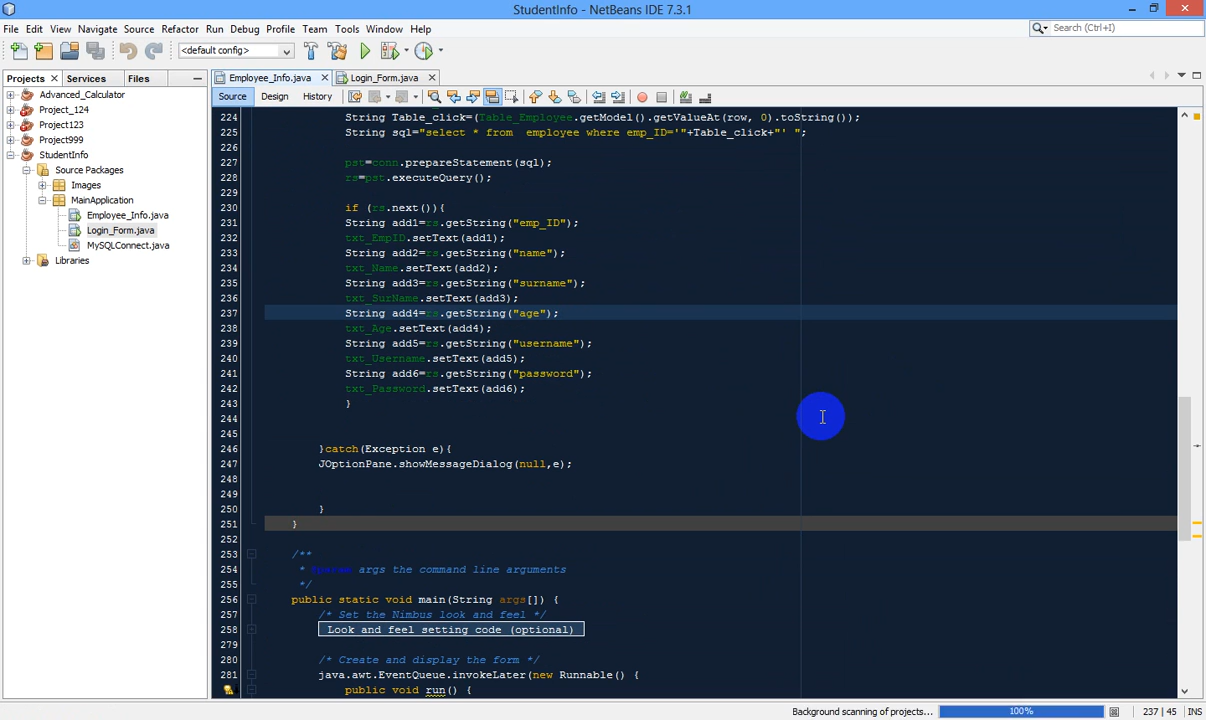 StudentInfo - NetBeans IDE 7.3.1
File Edit View Navigate Source Refactor Run Debug Profile Team Tools Window Help
Search (Ctrl+I)
<default config>
Projects Services Files
Employee_Info.java Login_Form.java
Source Design History
Advanced_Calculator
Project_124
Project123
Project999
StudentInfo
Source Packages
Images
MainApplication
Employee_Info.java
Login_Form.java
MySQLConnect.java
Libraries
224 String Table_click=(Table_Employee.getModel().getValueAt(row, 0).toString());
225 String sql="select * from  employee where emp_ID='"+Table_click+"' ";
226
227 pst=conn.prepareStatement(sql);
228 rs=pst.executeQuery();
229
230 if (rs.next()){
231 String add1=rs.getString("emp_ID");
232 txt_EmpID.setText(add1);
233 String add2=rs.getString("name");
234 txt_Name.setText(add2);
235 String add3=rs.getString("surname");
236 txt_SurName.setText(add3);
237 String add4=rs.getString("age");
238 txt_Age.setText(add4);
239 String add5=rs.getString("username");
240 txt_Username.setText(add5);
241 String add6=rs.getString("password");
242 txt_Password.setText(add6);
243 }
244
245
246 }catch(Exception e){
247 JOptionPane.showMessageDialog(null,e);
248
249
250 }
251 }
252
253 /**
254 * @param args the command line arguments
255 */
256 public static void main(String args[]) {
257 /* Set the Nimbus look and feel */
258 Look and feel setting code (optional)
279
280 /* Create and display the form */
281 java.awt.EventQueue.invokeLater(new Runnable() {
public void run() {
Background scanning of projects... 100% 237 | 45 INS